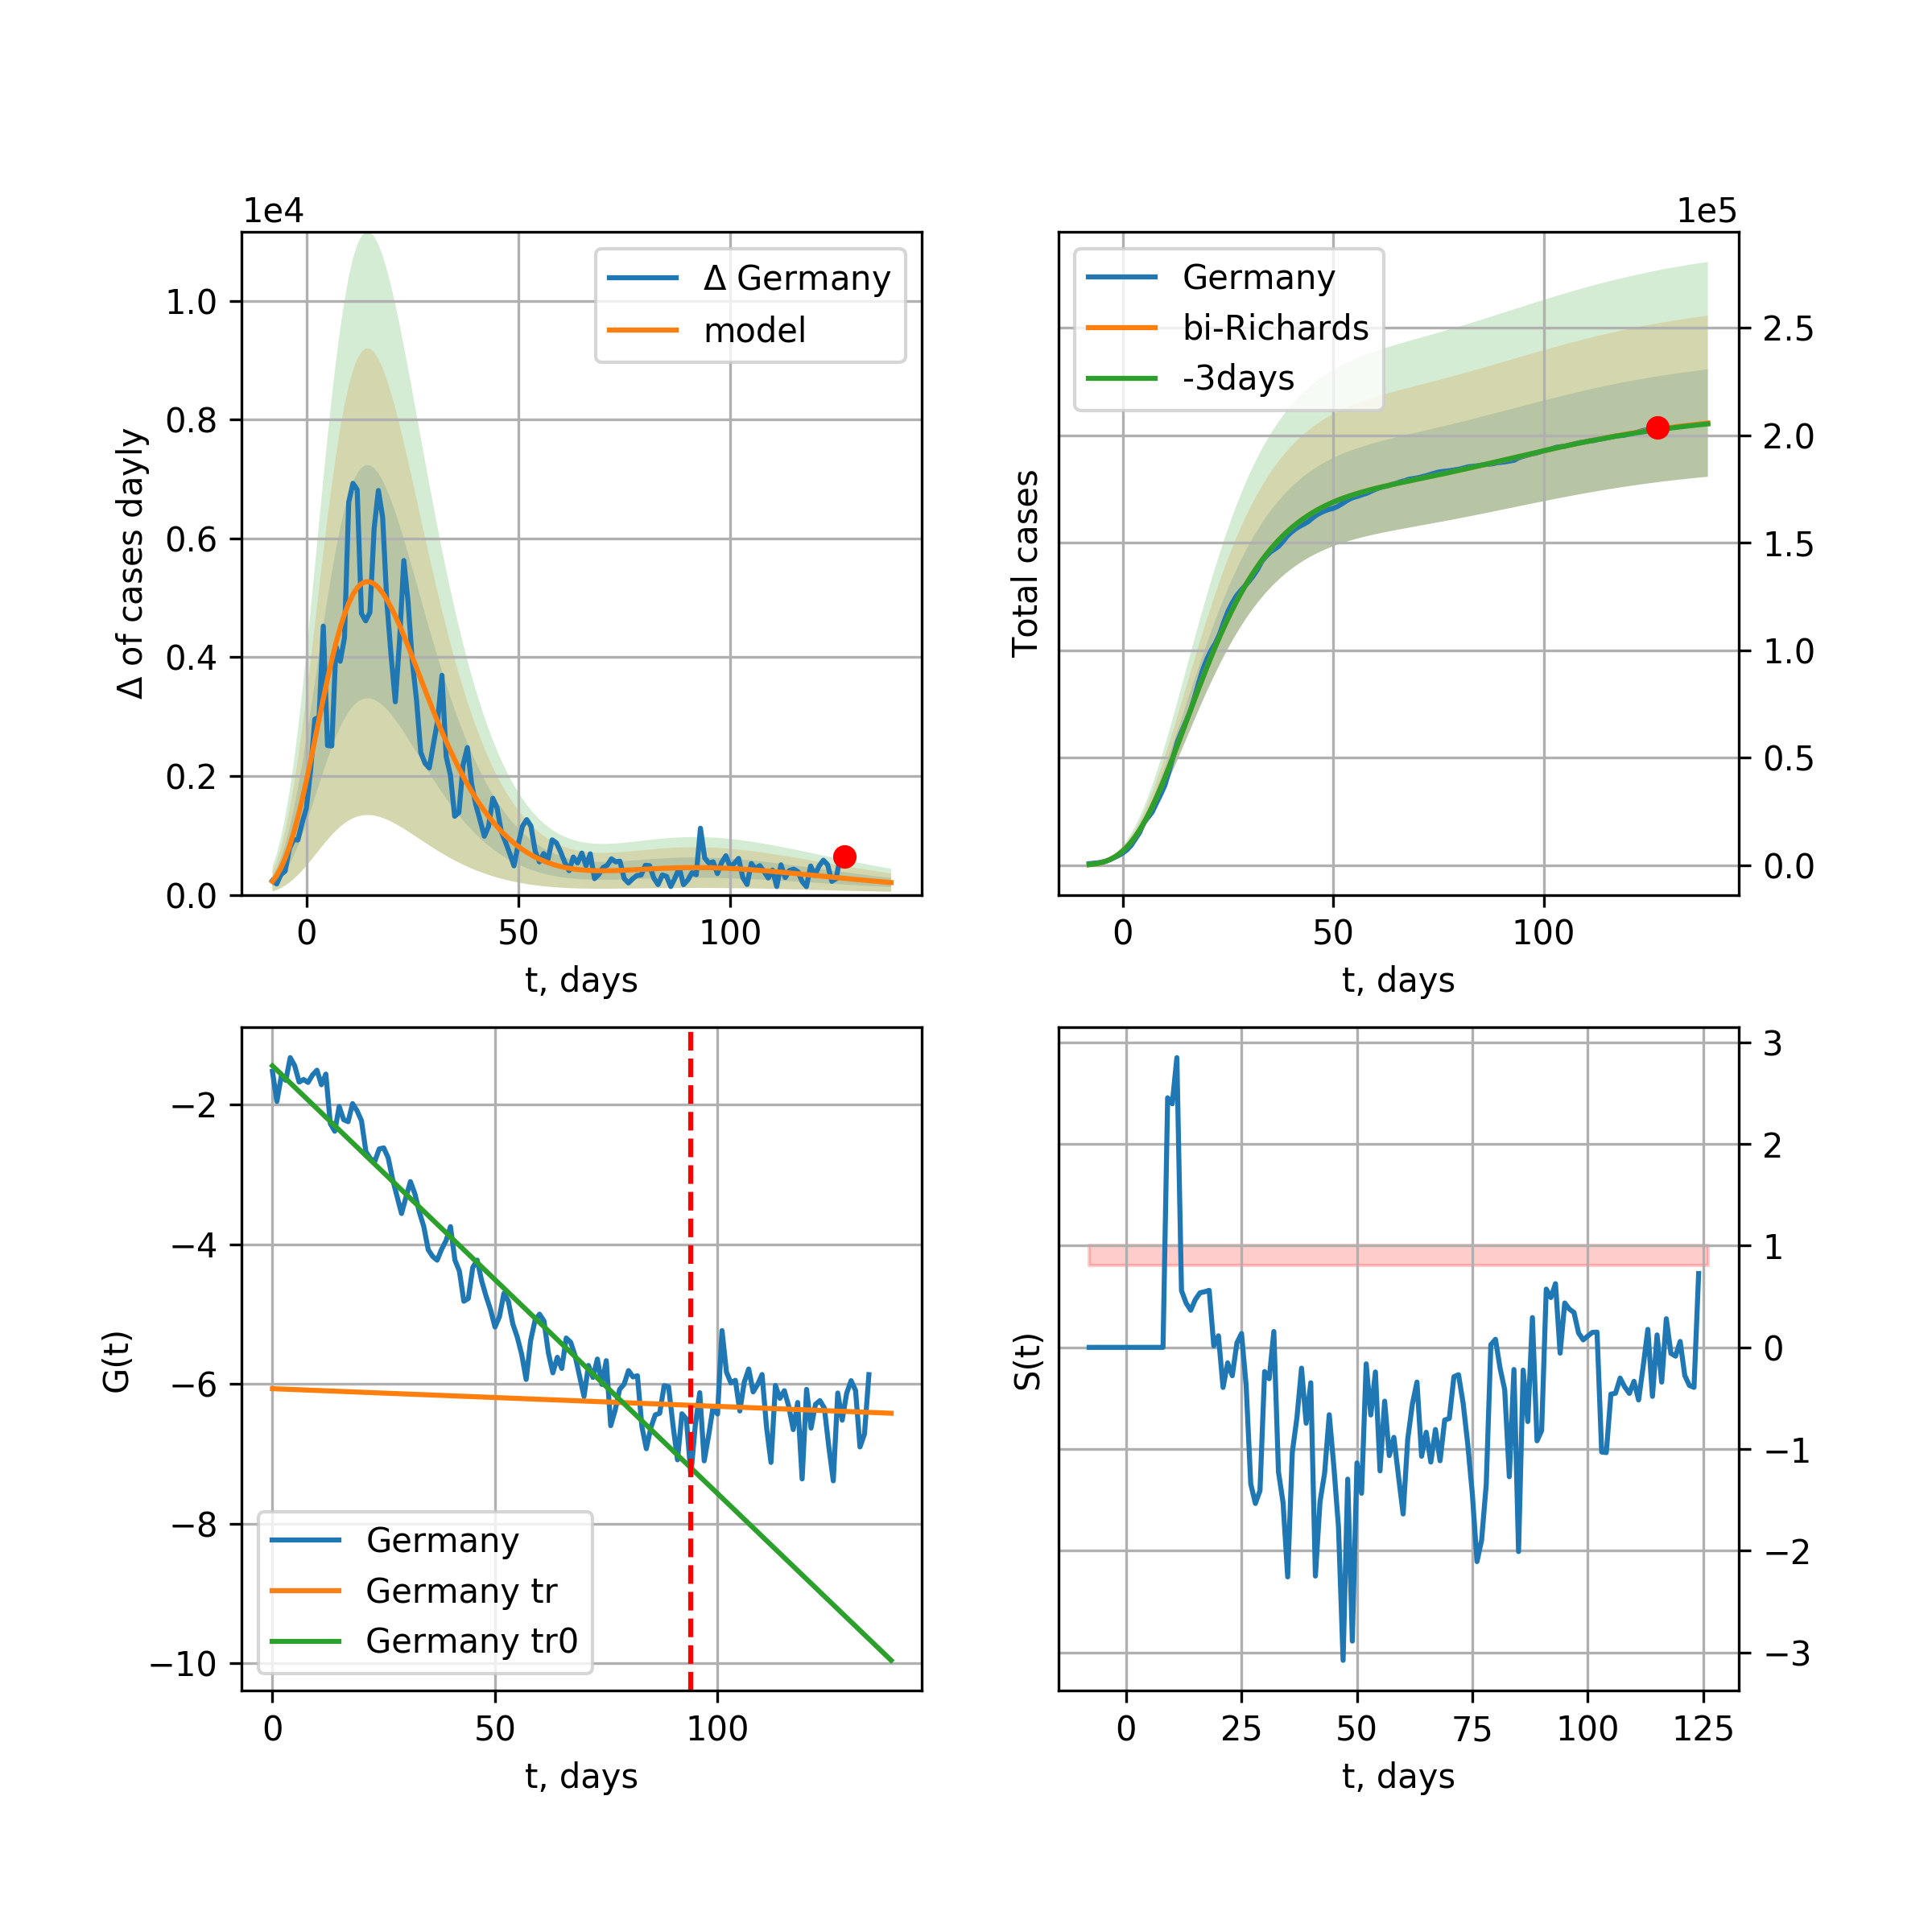 1e4
Δ of cases dayly
1.0
0.8
0.6
0.4
0.2
0.0
Δ Germany
model
0 50 100
t, days
1e5
Total cases
Germany
bi-Richards
-3days
2.5
2.0
1.5
1.0
0.5
0.0
0 50 100
t, days
G(t)
−2
−4
−6
−8
−10
Germany
Germany tr
Germany tr0
0 50 100
t, days
S(t)
3
2
1
0
−1
−2
−3
0 25 50 75 100 125
t, days